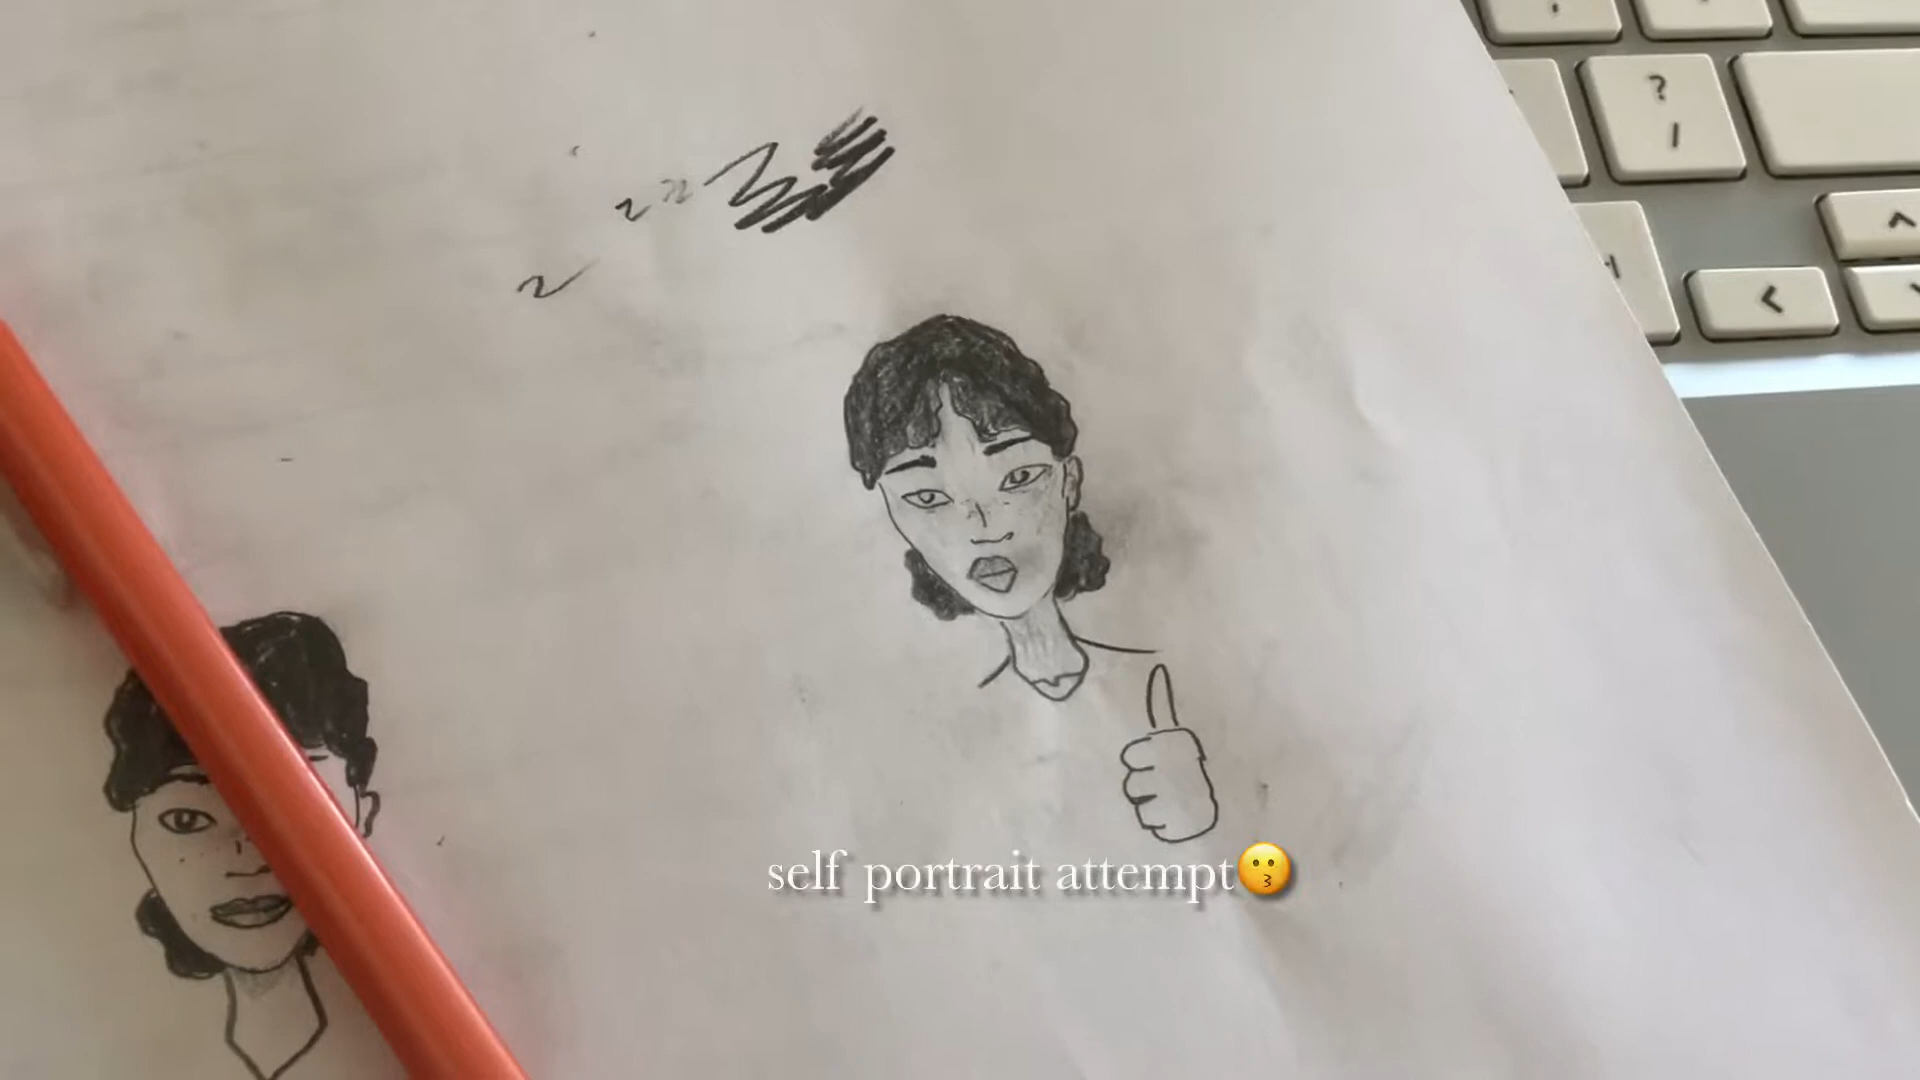 ?
/
self portrait attempt😗